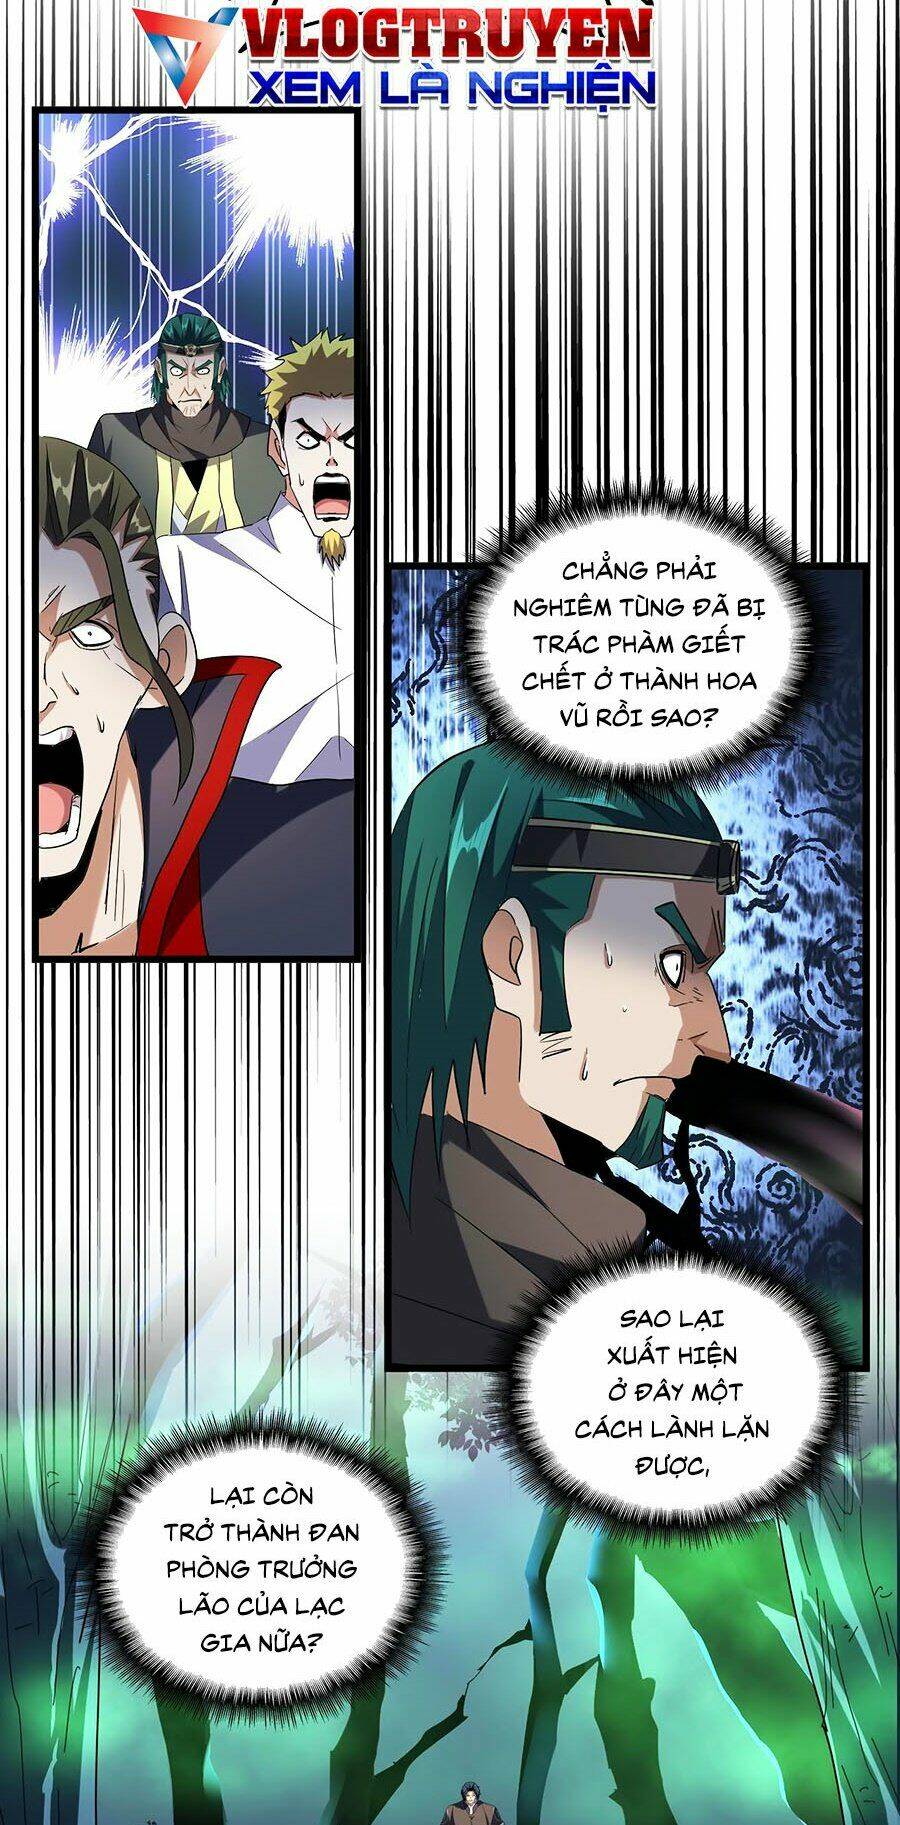 VLOGTRUYEN
XEM LÀ NGHIỆN
CHẲNG PHẢI
NGHIÊM TÙNG ĐÃ BỊ
TRÁC PHÀM GIẾT
CHẾT Ở THÀNH HOA
VŨ RỒI SAO?
SAO LẠI
XUẤT HIỆN
Ở ĐÂY MỘT
CÁCH LÀNH LẶN
ĐƯỢC,
LẠI CÒN
TRỞ THÀNH ĐAN
PHÒNG TRƯỞNG
LÃO CỦA LẠC
GIA NỮA?